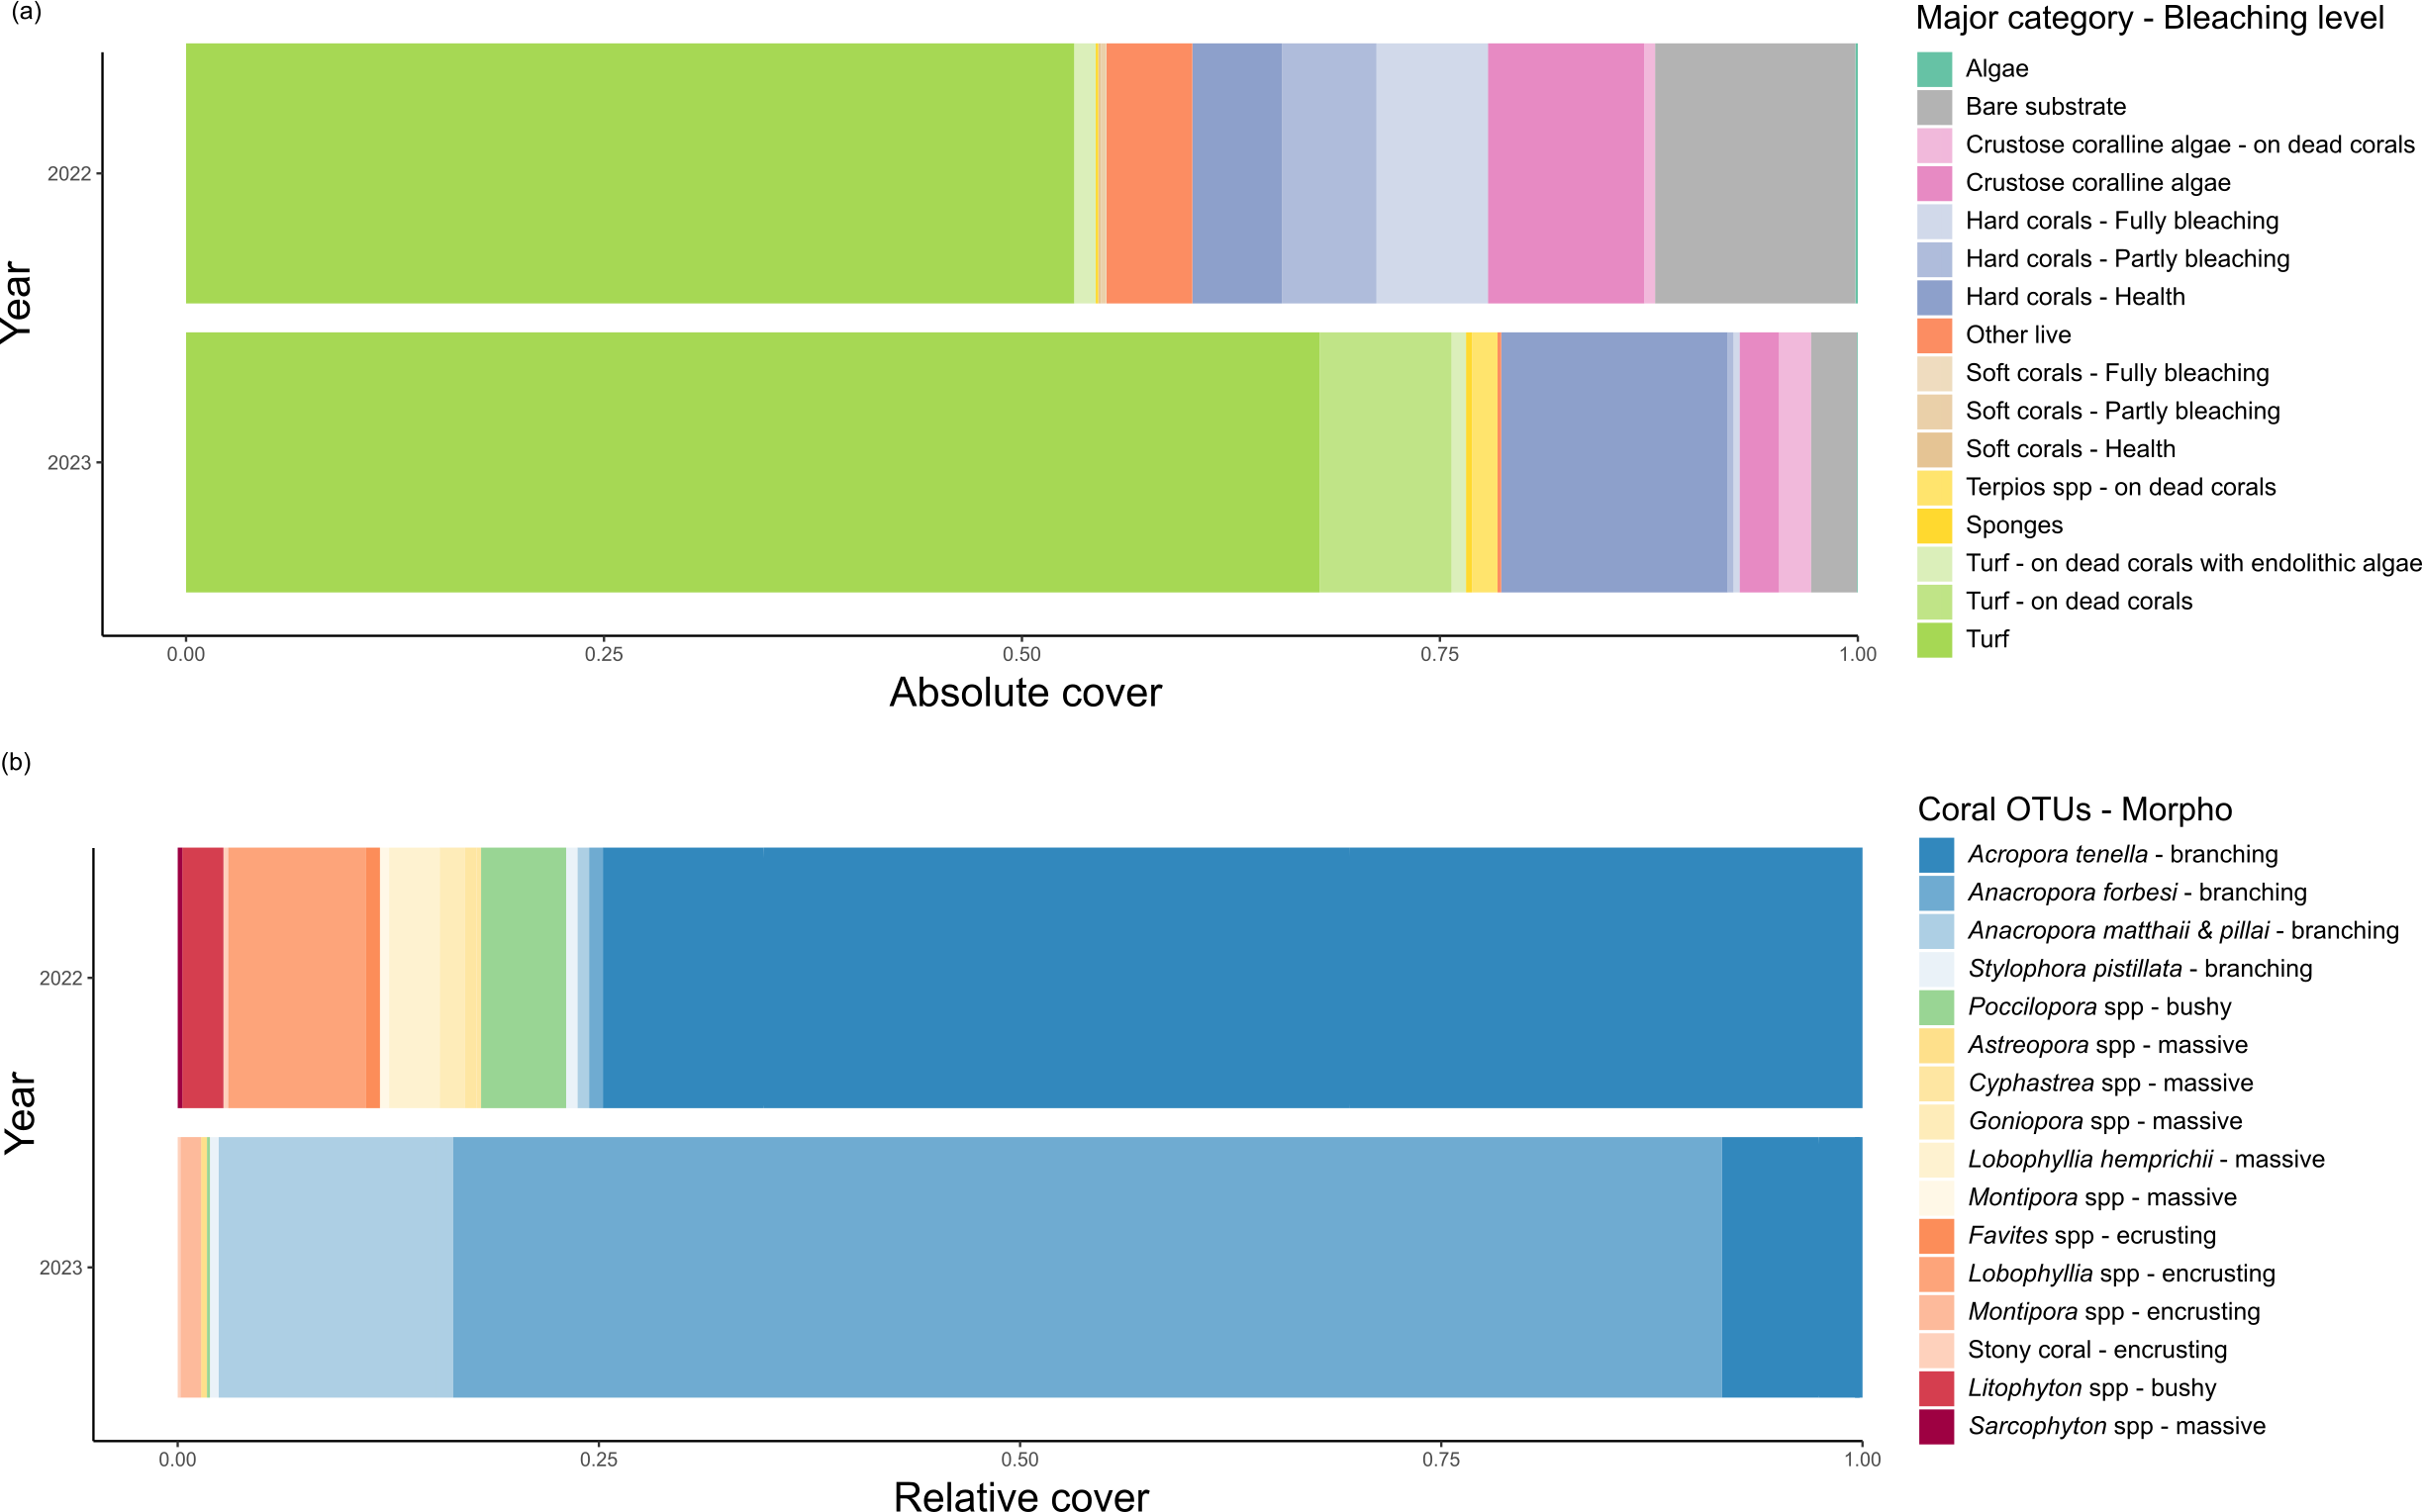 (a)
Major category - Bleaching level
Algae
Bare substrate
Crustose coralline algae - on dead corals
Crustose coralline algae
Hard corals - Fully bleaching
Hard corals - Partly bleaching
Hard corals - Health
Other live
Soft corals - Fully bleaching
Soft corals - Partly bleaching
Soft corals - Health
Terpios spp - on dead corals
Sponges
Turf - on dead corals with endolithic algae
Turf - on dead corals
Turf
Year
2022
2023
0.00 0.25 0.50 0.75 1.00
Absolute cover
(b)
Coral OTUs - Morpho
Acropora tenella - branching
Anacropora forbesi - branching
Anacropora matthaii & pillai - branching
Stylophora pistillata - branching
Poccilopora spp - bushy
Astreopora spp - massive
Cyphastrea spp - massive
Goniopora spp - massive
Lobophyllia hemprichii - massive
Montipora spp - massive
Favites spp - ecrusting
Lobophyllia spp - encrusting
Montipora spp - encrusting
Stony coral - encrusting
Litophyton spp - bushy
Sarcophyton spp - massive
Year
2022
2023
0.00 0.25 0.50 0.75 1.00
Relative cover